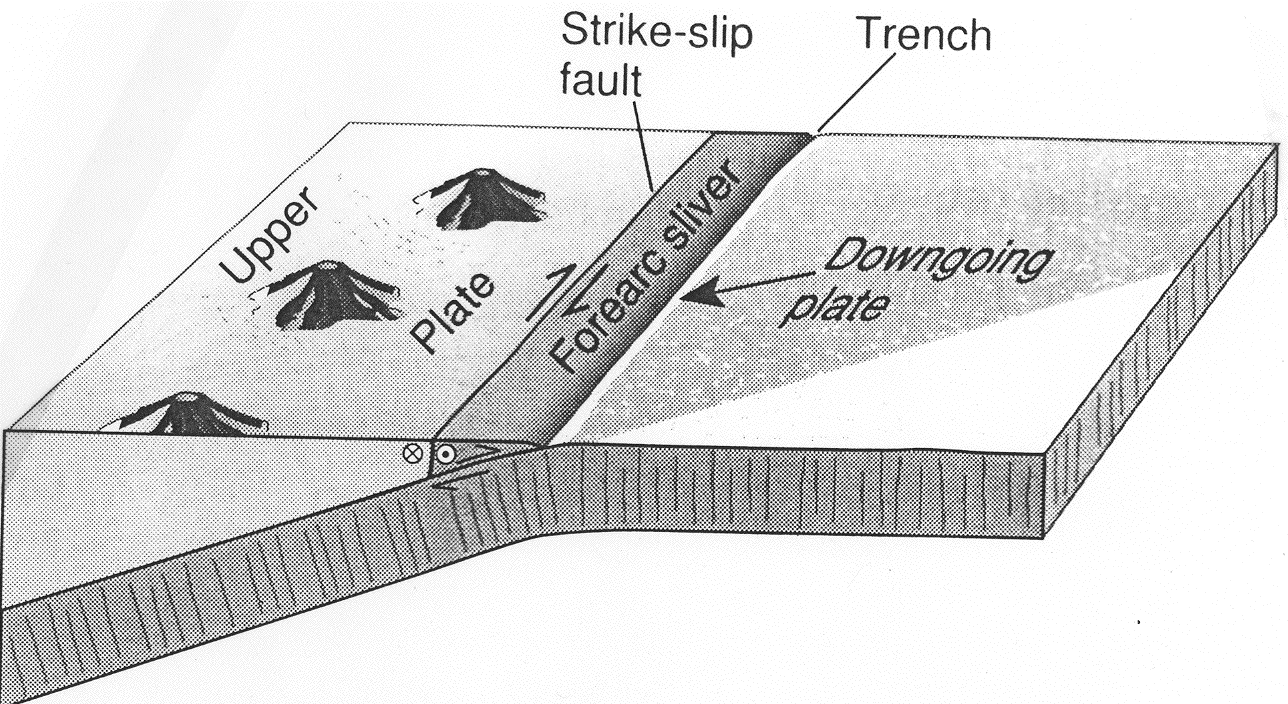 Strike-slip
fault
Trench
Upper
Plate
Forearc sliver
Downgoing
plate